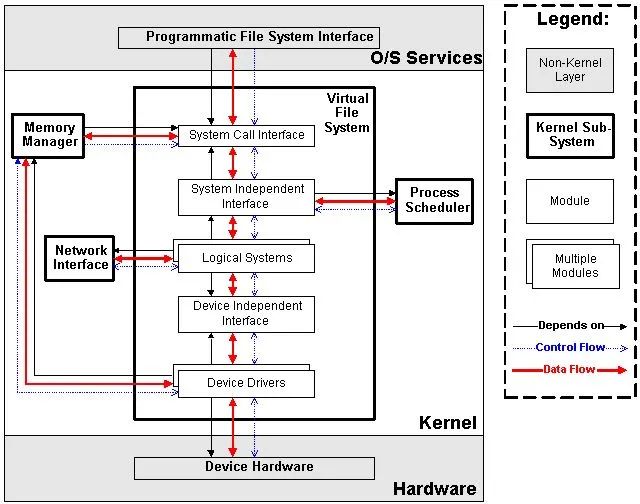 Programmatic File System Interface
O/S Services
Virtual
File
System
Memory
Manager
System Call Interface
System Independent
Interface
Process
Scheduler
Network
Interface
Logical Systems
Device Independent
Interface
Device Drivers
Kernel
Device Hardware
Hardware
Legend:
Non-Kernel
Layer
Kernel Sub-
System
Module
Multiple
Modules
Depends on
Control Flow
Data Flow